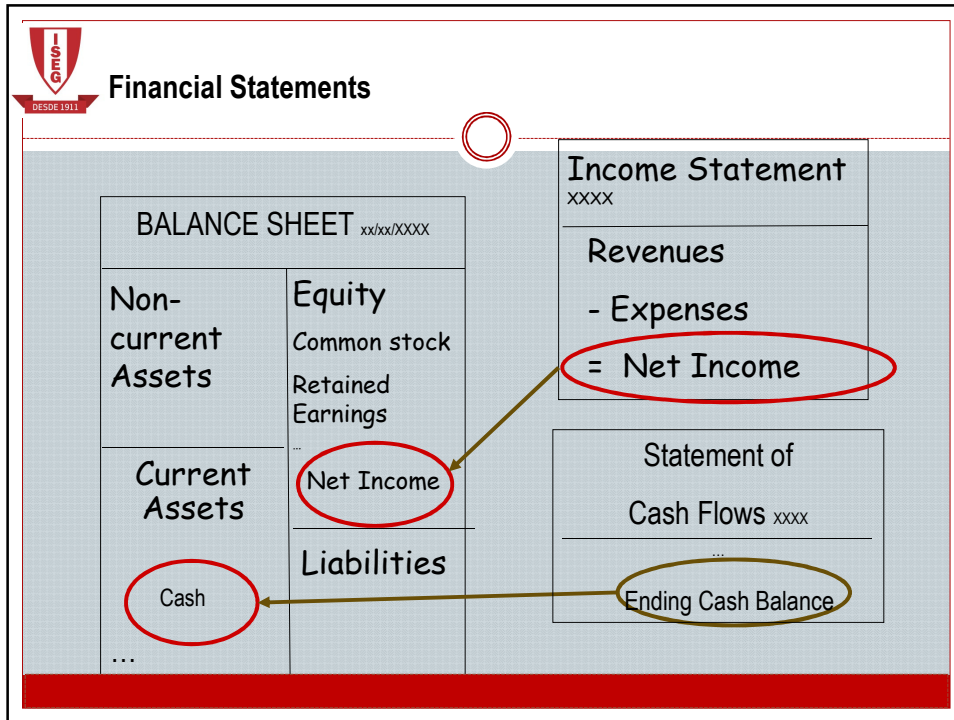 ISEG
DESDE 1911
Financial Statements
BALANCE SHEET xx/xx/XXXX
Non-
current
Assets
Current
Assets
Cash
...
Equity
Common stock
Retained
Earnings
...
Net Income
Liabilities
Income Statement
xxxx
Revenues
- Expenses
= Net Income
Statement of
Cash Flows xxxx
...
Ending Cash Balance